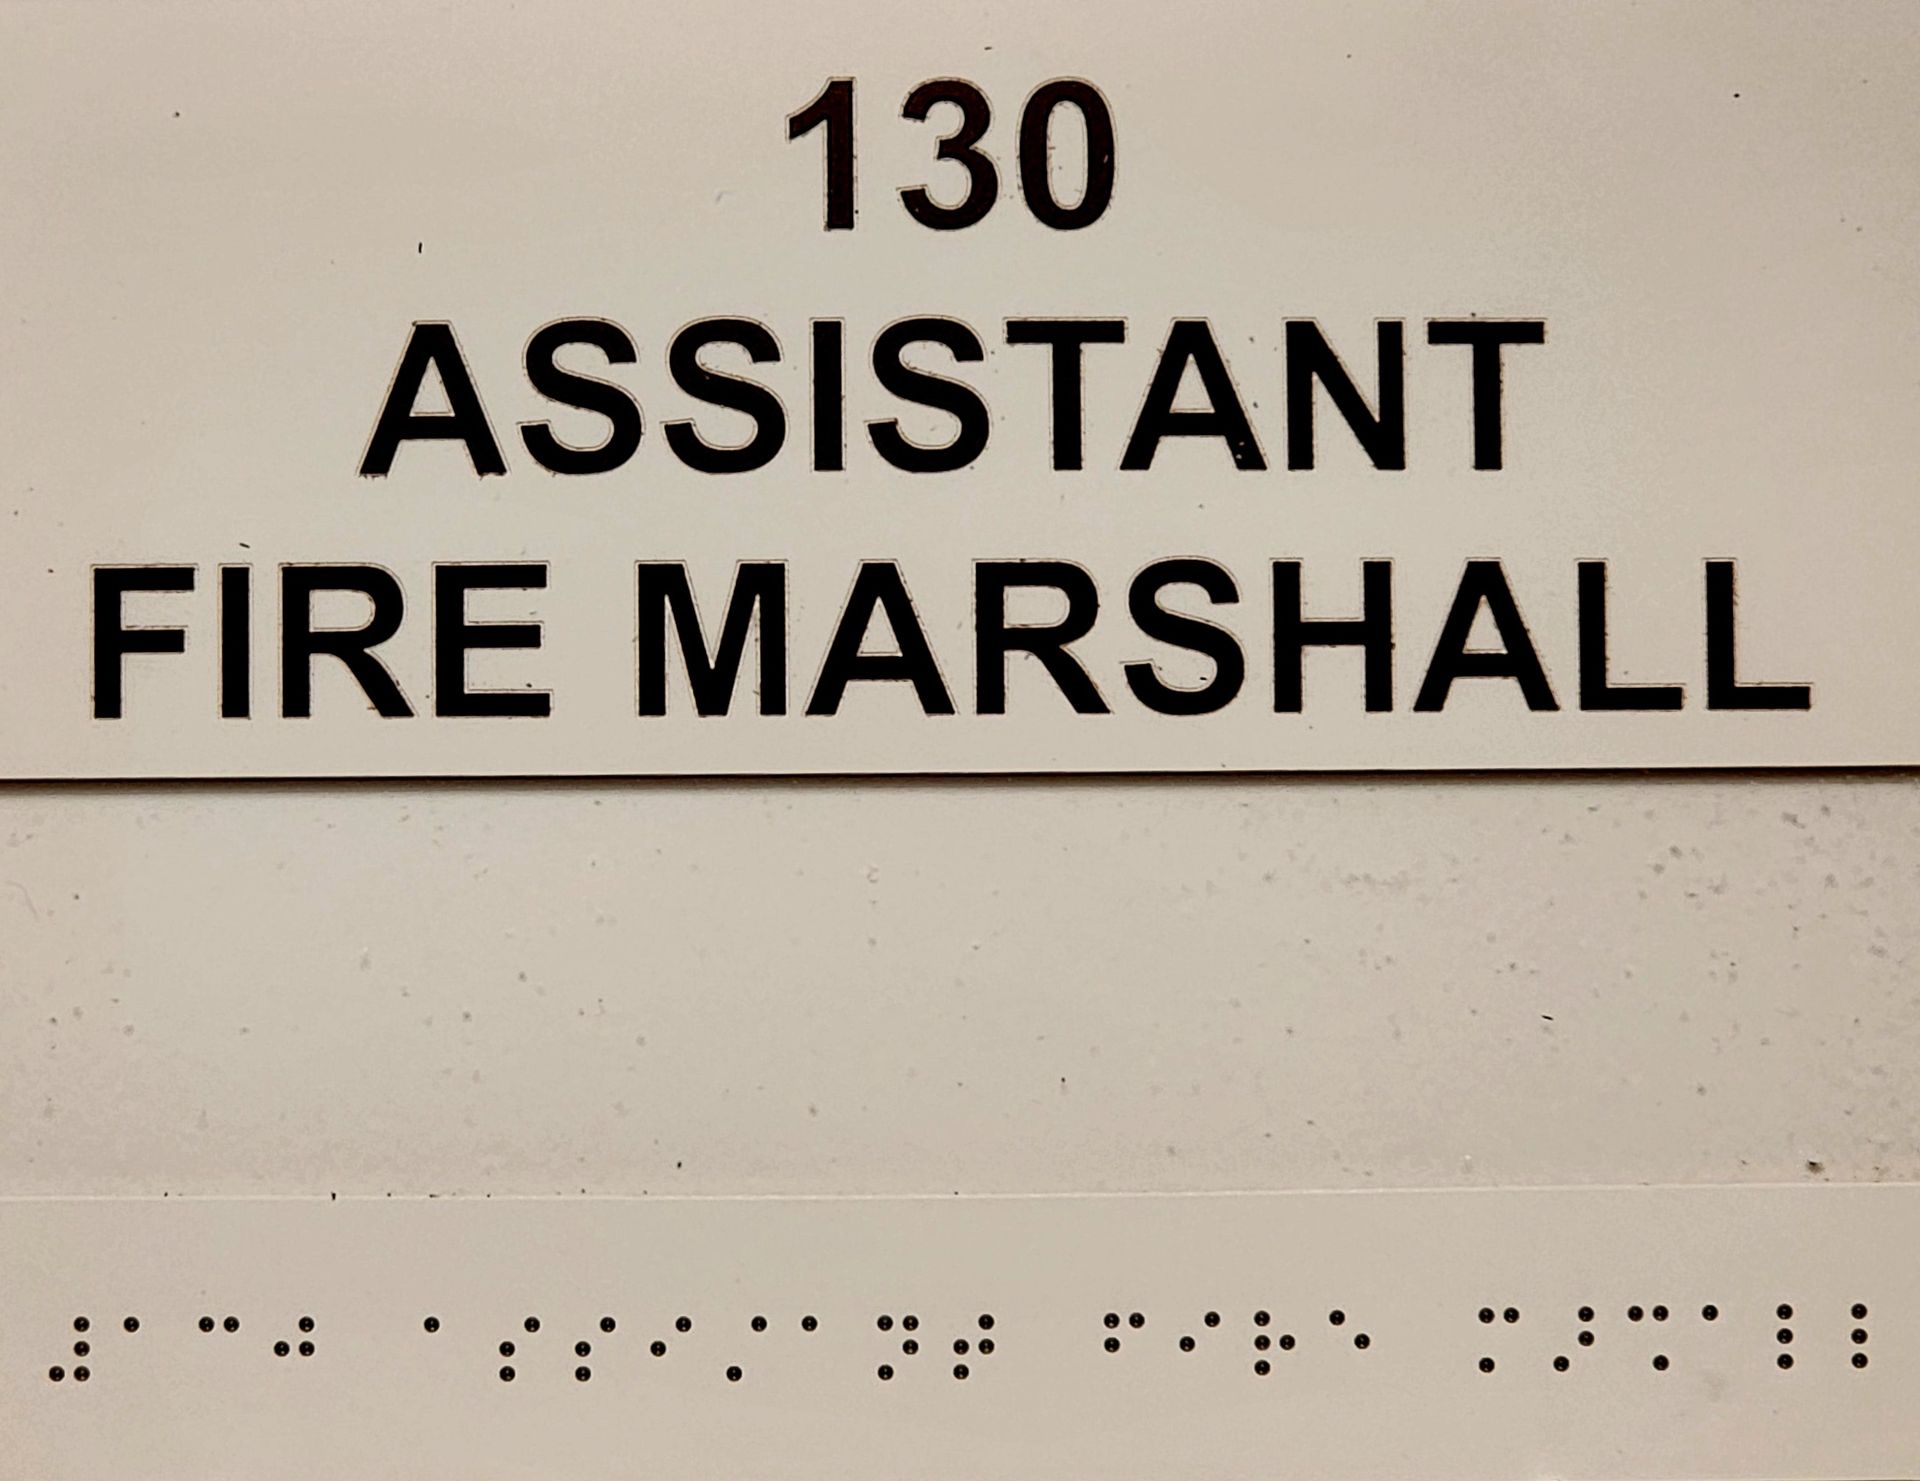 130
ASSISTANT
FIRE MARSHALL
⠼⠁⠉⠚ ⠁⠎⠎⠊⠌⠁⠝⠞ ⠋⠊⠗⠑ ⠍⠜⠩⠁⠇⠇